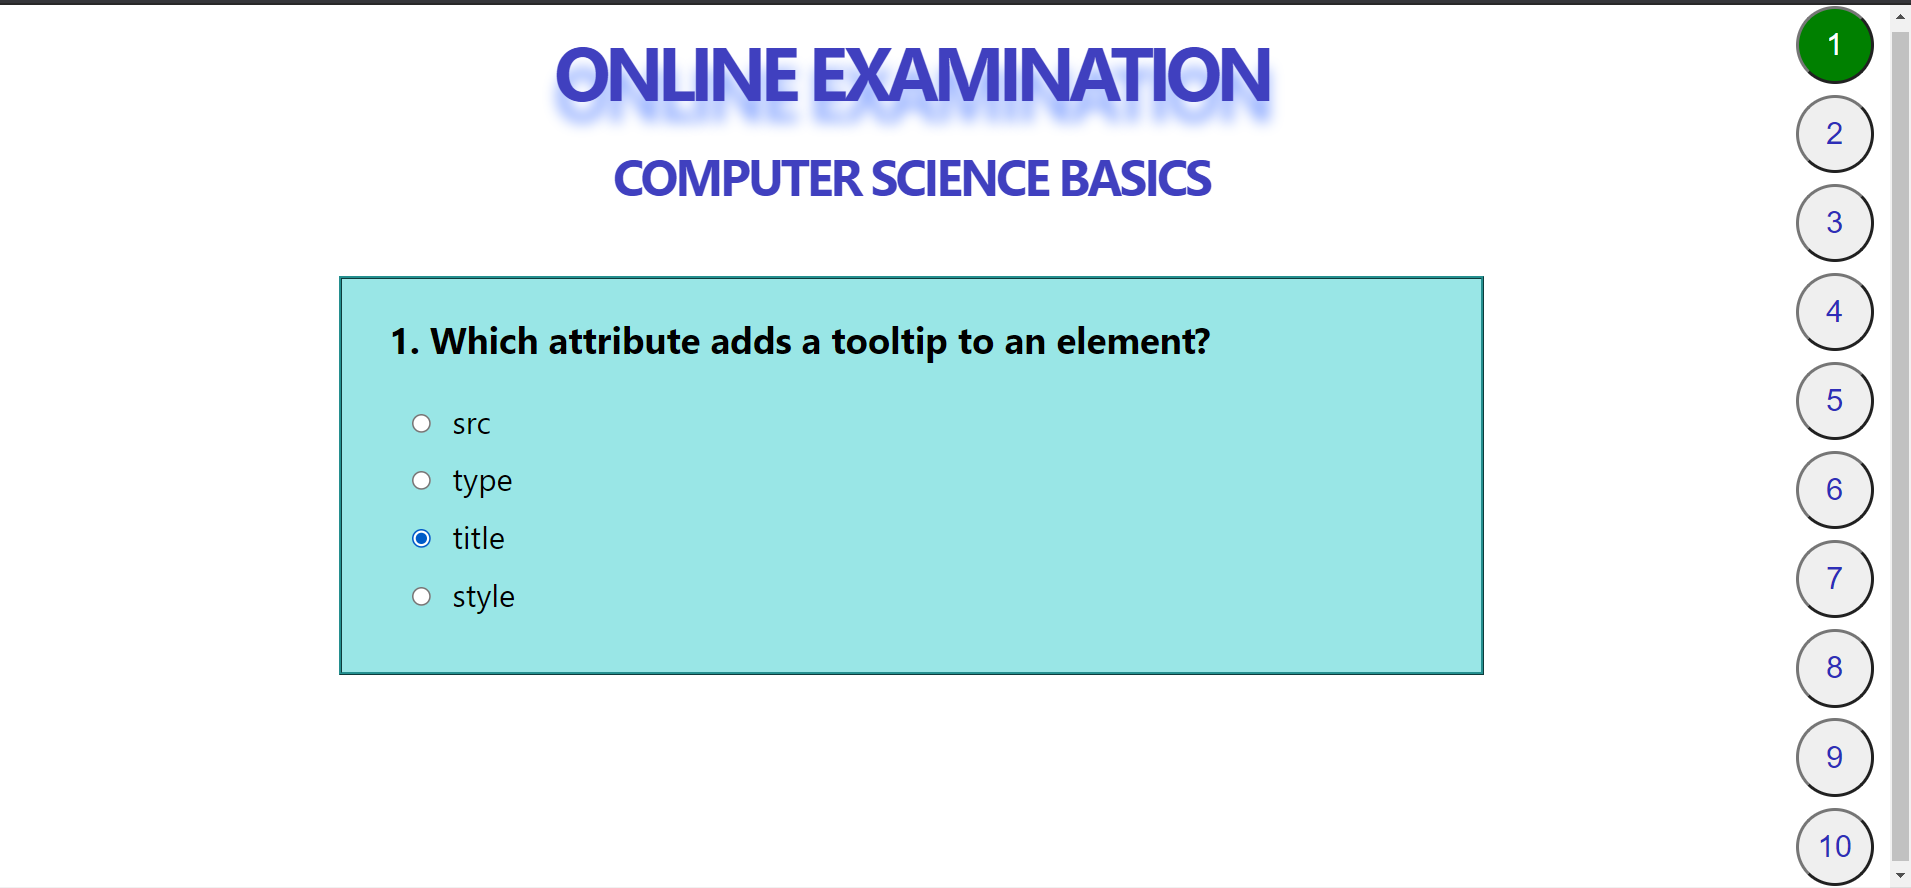 ONLINE EXAMINATION
COMPUTER SCIENCE BASICS
1. Which attribute adds a tooltip to an element?
src
type
title
style
1
2
3
4
5
6
7
8
9
10